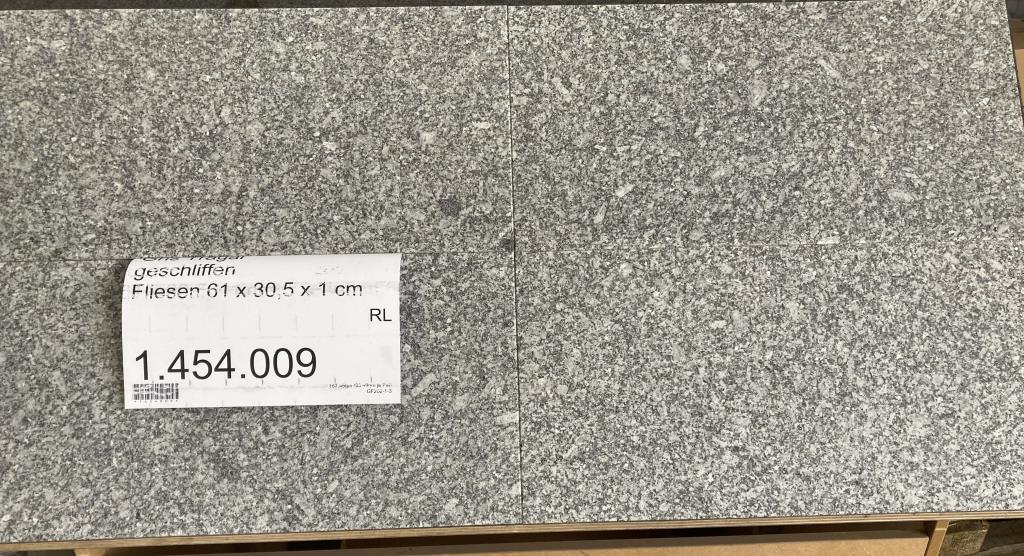 geschliffen
Fliesen 61 x 30,5 x 1 cm
RL
1.454.009